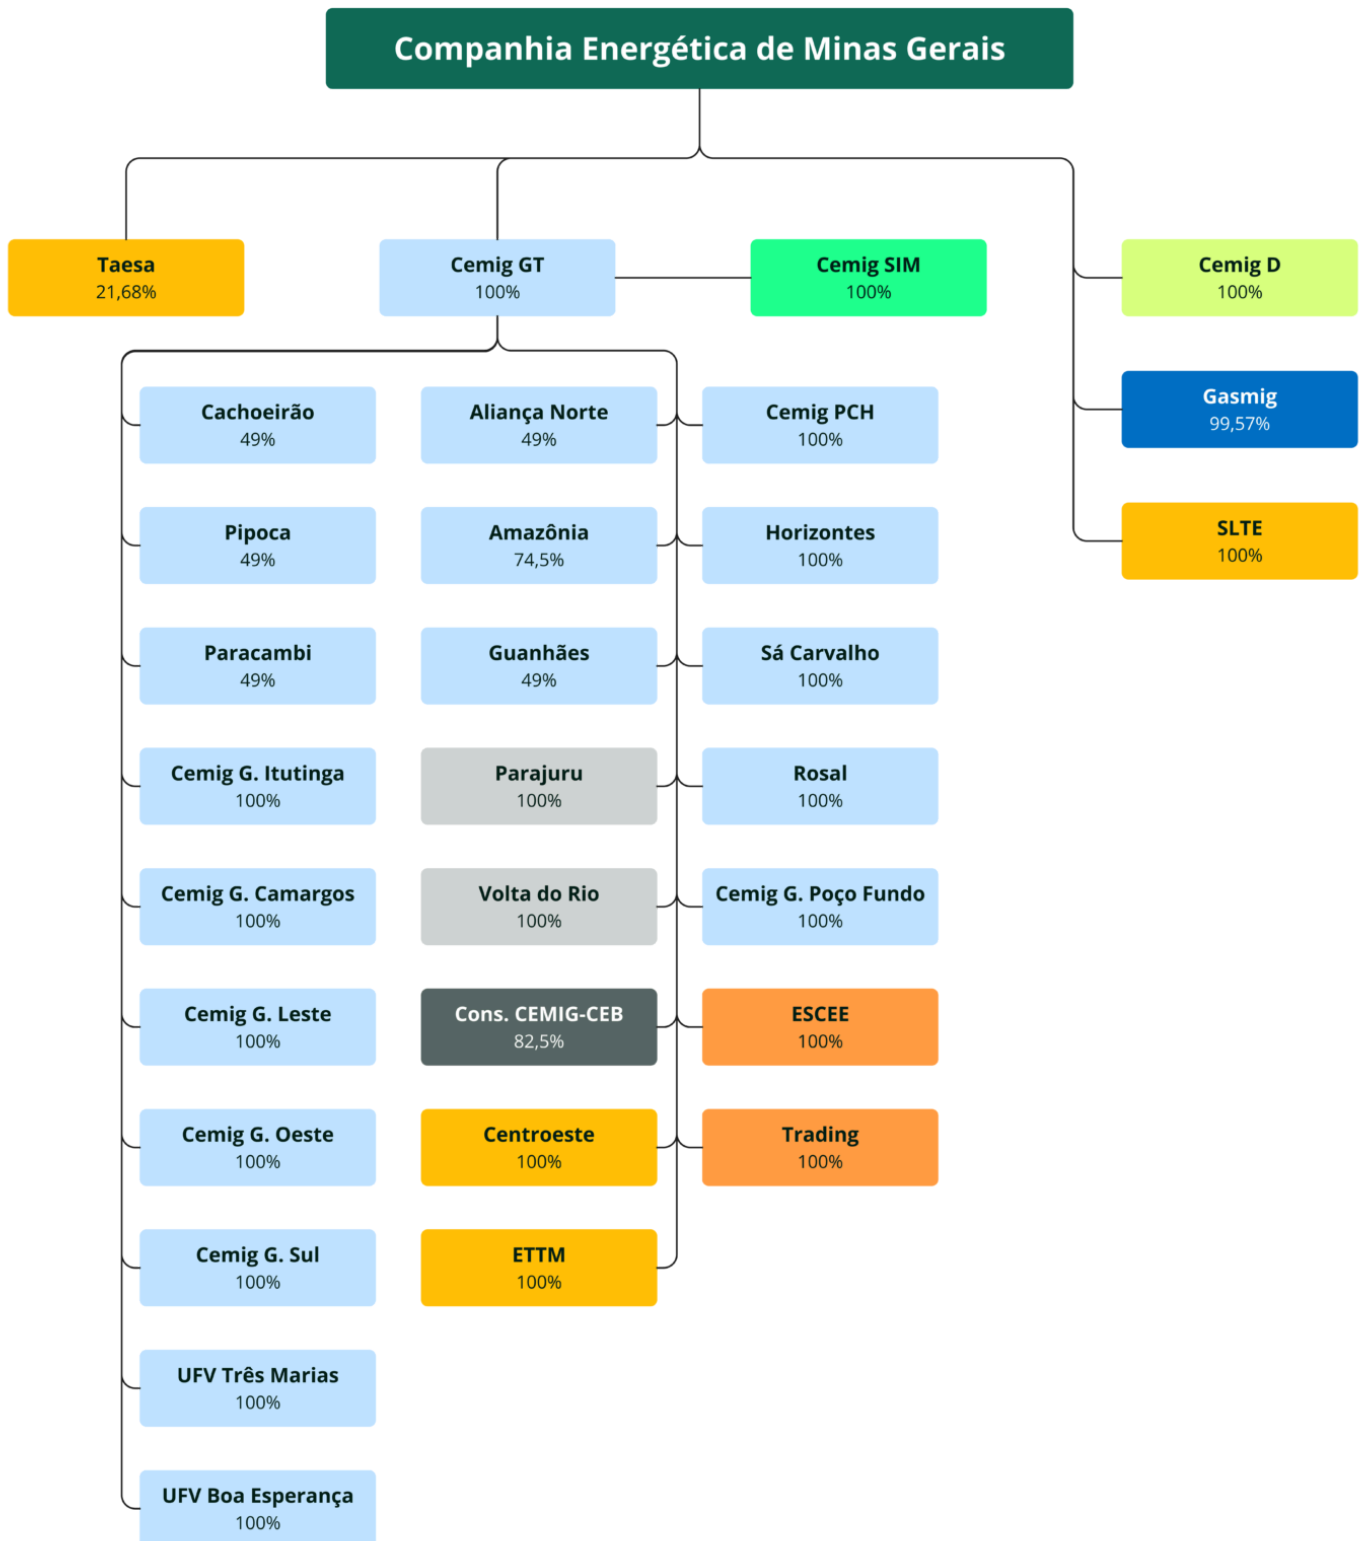 Companhia Energética de Minas Gerais
Taesa
21,68%
Cemig GT
100%
Cemig SIM
100%
Cemig D
100%
Gasmig
99,57%
SLTE
100%
Cachoeirão
49%
Aliança Norte
49%
Cemig PCH
100%
Pipoca
49%
Amazônia
74,5%
Horizontes
100%
Paracambi
49%
Guanhães
49%
Sá Carvalho
100%
Cemig G. Itutinga
100%
Parajuru
100%
Rosal
100%
Cemig G. Camargos
100%
Volta do Rio
100%
Cemig G. Poço Fundo
100%
Cemig G. Leste
100%
Cons. CEMIG-CEB
82,5%
ESCEE
100%
Cemig G. Oeste
100%
Centroeste
100%
Trading
100%
Cemig G. Sul
100%
ETTM
100%
UFV Três Marias
100%
UFV Boa Esperança
100%